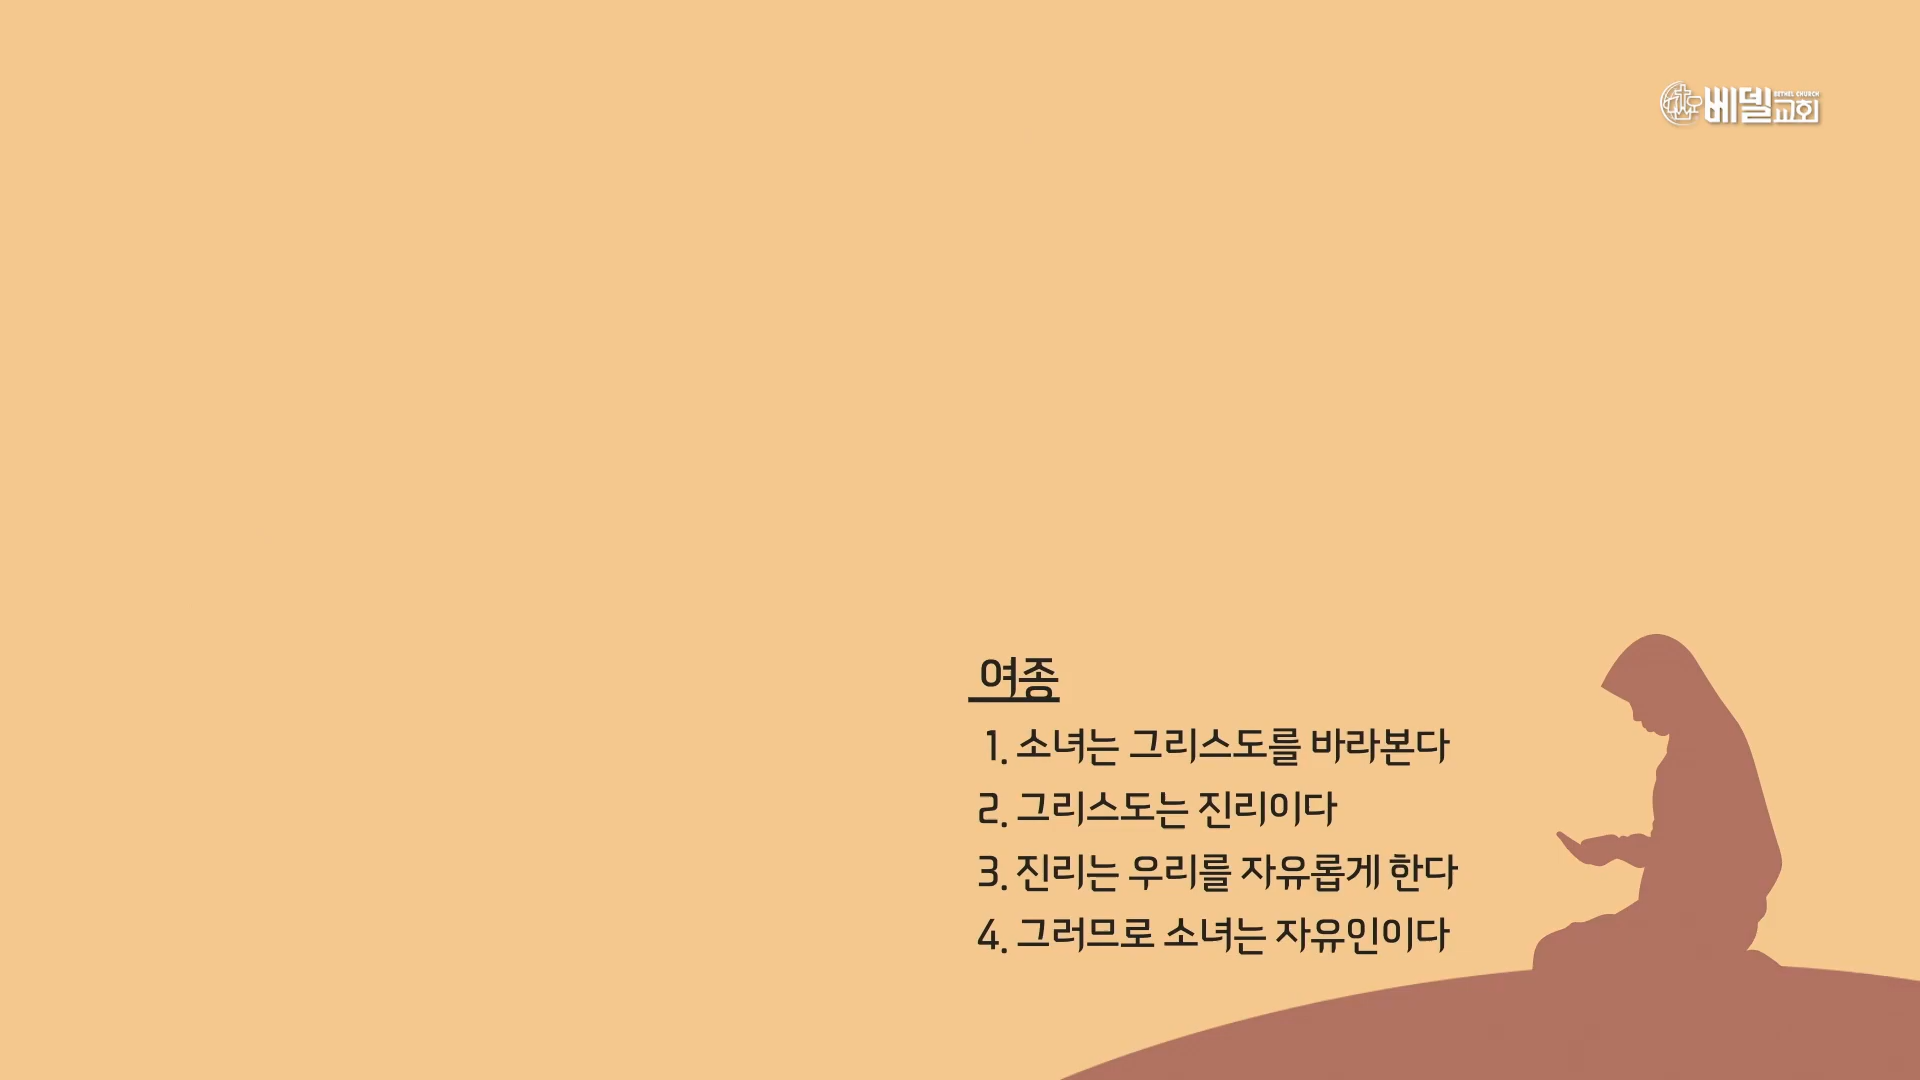 베델교회
BETHEL CHURCH
여종
1. 소녀는 그리스도를 바라본다
2. 그리스도는 진리이다
3. 진리는 우리를 자유롭게 한다
4. 그러므로 소녀는 자유인이다